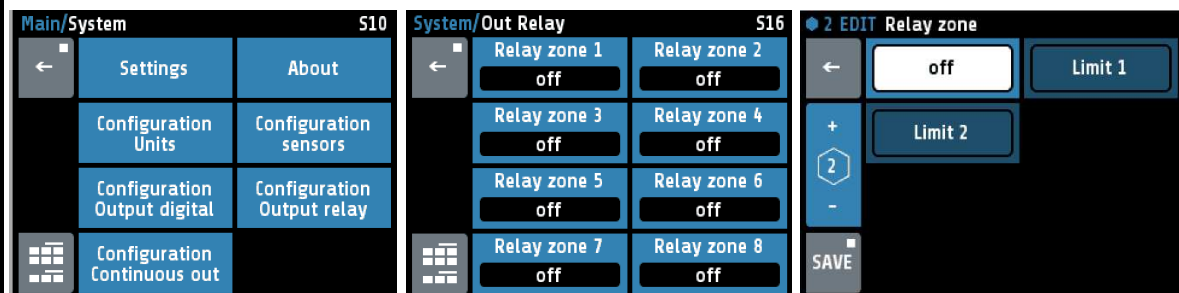 Main/System S10
Settings
About
Configuration
Units
Configuration
sensors
Configuration
Output digital
Configuration
Output relay
Configuration
Continuous out
System/Out Relay S16
Relay zone 1
off
Relay zone 2
off
Relay zone 3
off
Relay zone 4
off
Relay zone 5
off
Relay zone 6
off
Relay zone 7
off
Relay zone 8
off
2 EDIT Relay zone
off
Limit 1
+
2
-
Limit 2
SAVE